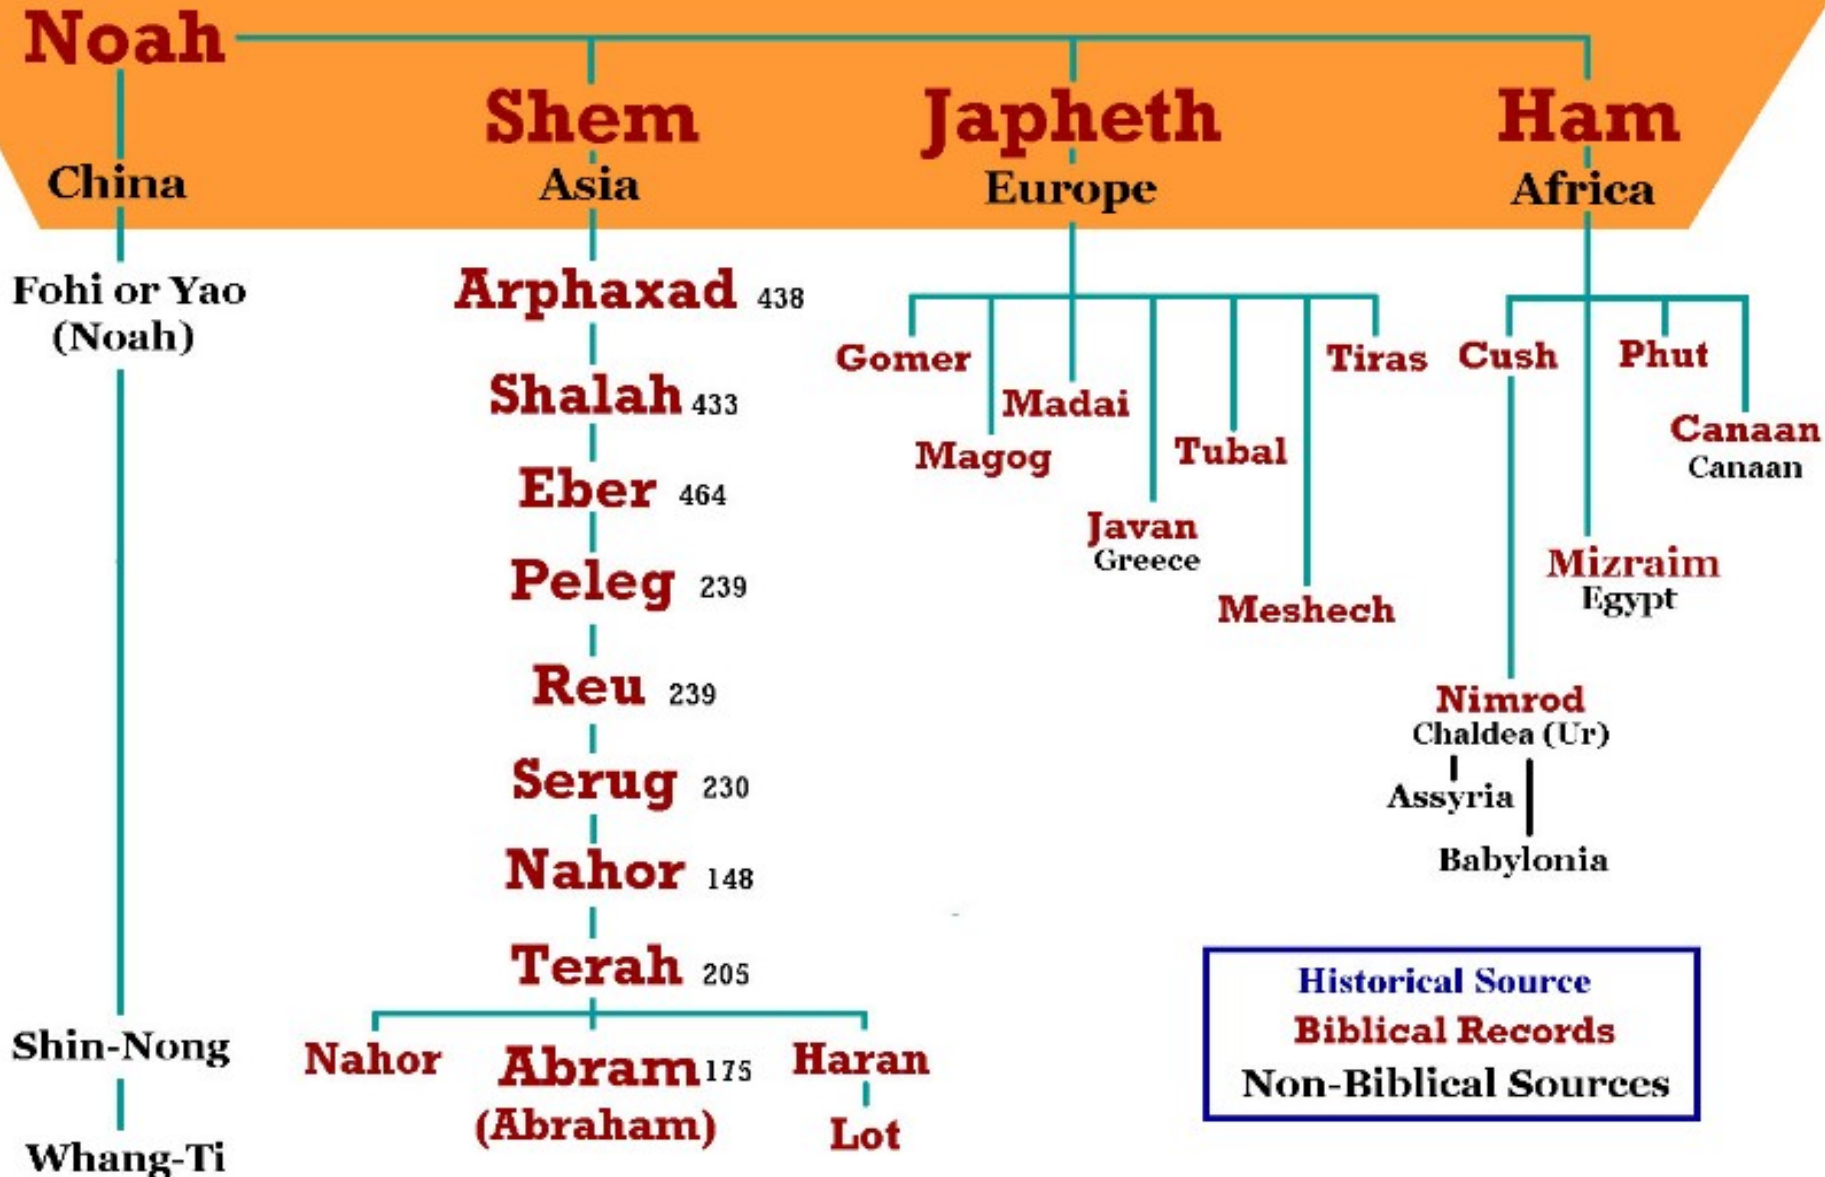 Noah
Shem
Japheth
Ham
China
Asia
Europe
Africa
Fohi or Yao
(Noah)
Shin-Nong
Whang-Ti
Arphaxad 438
Shalah 433
Eber 464
Peleg 239
Reu 239
Serug 230
Nahor 148
Terah 205
Nahor
Abram 175
(Abraham)
Haran
Lot
Gomer
Magog
Madai
Javan
Greece
Tubal
Meshech
Tiras
Cush
Phut
Canaan
Canaan
Mizraim
Egypt
Nimrod
Chaldea (Ur)
Assyria
Babylonia
Historical Source
Biblical Records
Non-Biblical Sources